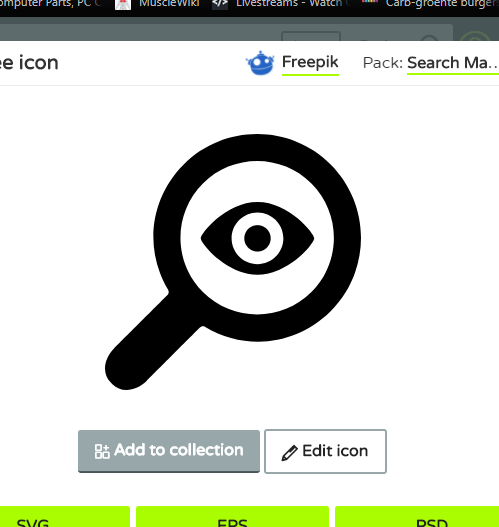 omputer Parts, PC C
MuscleWiki
Livestreams - Watch
Carb-groente burger
ee icon
Freepik
Pack: Search Ma...
Add to collection
Edit icon
SVG
EPS
PSD